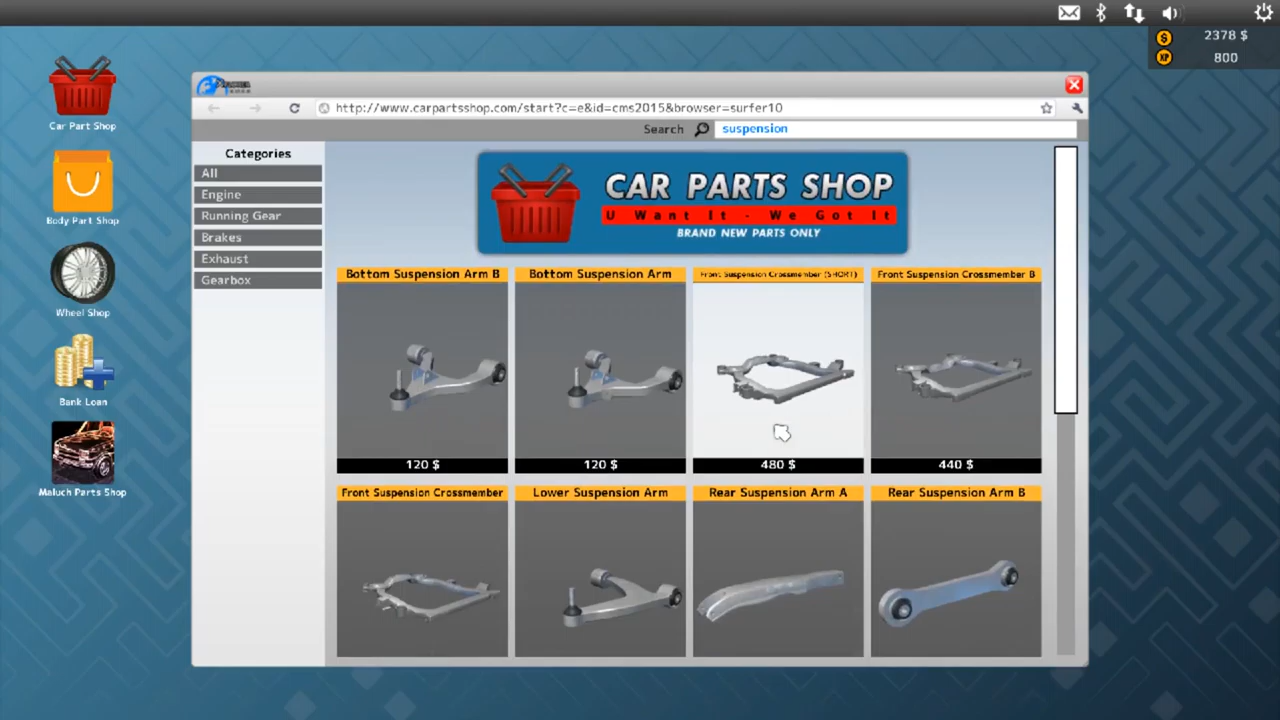 2378 $
XP
800
http://www.carpartsshop.com/start?c=e&id=cms2015&browser=surfer10
Search
suspension
Car Part Shop
Body Part Shop
Wheel Shop
Bank Loan
Maluch Parts Shop
Categories
All
Engine
Running Gear
Brakes
Exhaust
Gearbox
CAR PARTS SHOP
U Want It - We Got It
BRAND NEW PARTS ONLY
Bottom Suspension Arm B
120 $
Bottom Suspension Arm
120 $
Front Suspension Crossmember (SHORT)
480 $
Front Suspension Crossmember B
440 $
Front Suspension Crossmember
Lower Suspension Arm
Rear Suspension Arm A
Rear Suspension Arm B